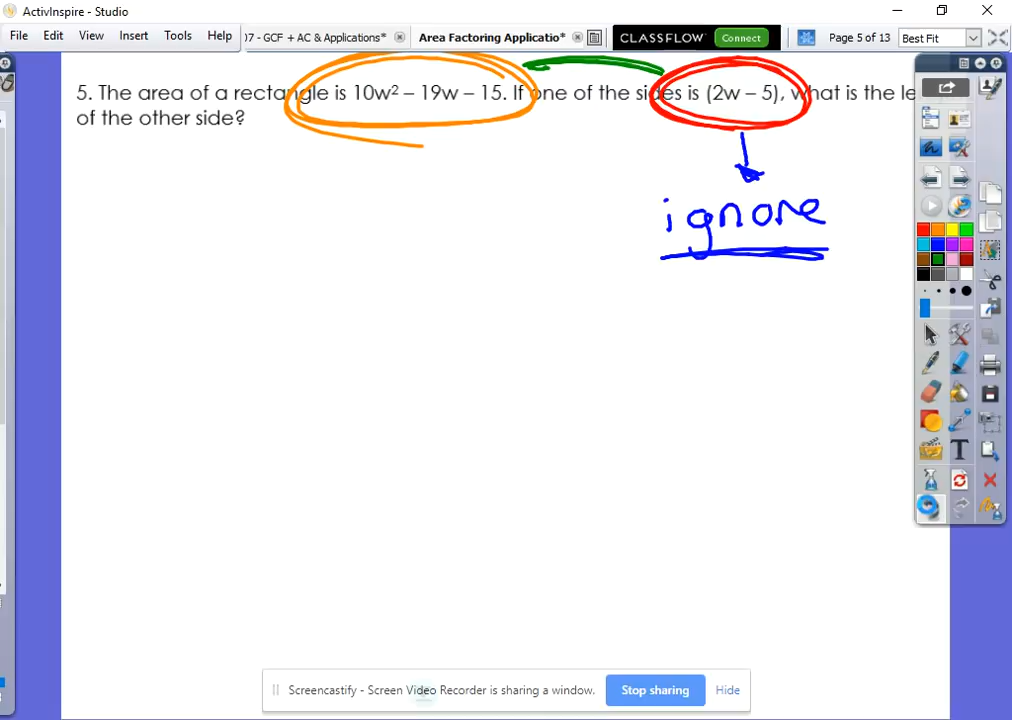 ActivInspire - Studio
File Edit View Insert Tools Help
07 - GCF + AC & Applications* Area Factoring Applicatio* CLASSFLOW Connect Page 5 of 13 Best Fit
5. The area of a rectangle is 10w² – 19w – 15. If one of the sides is (2w – 5), what is the le
of the other side?
ignore
T
Screencastify - Screen Video Recorder is sharing a window. Stop sharing Hide